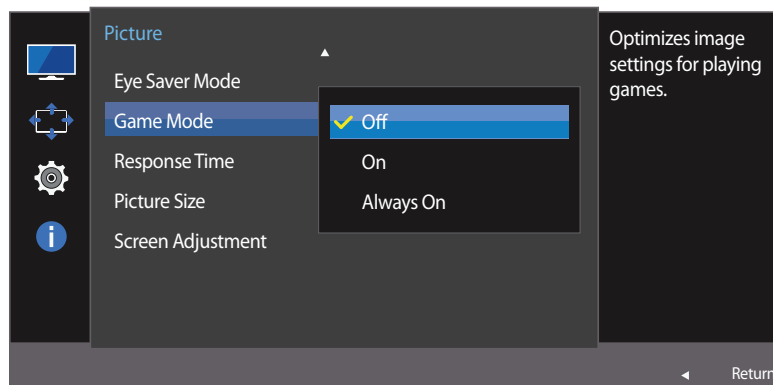 Picture
Eye Saver Mode
Game Mode
Response Time
Picture Size
Screen Adjustment
Off
On
Always On
Optimizes image
settings for playing
games.
Return